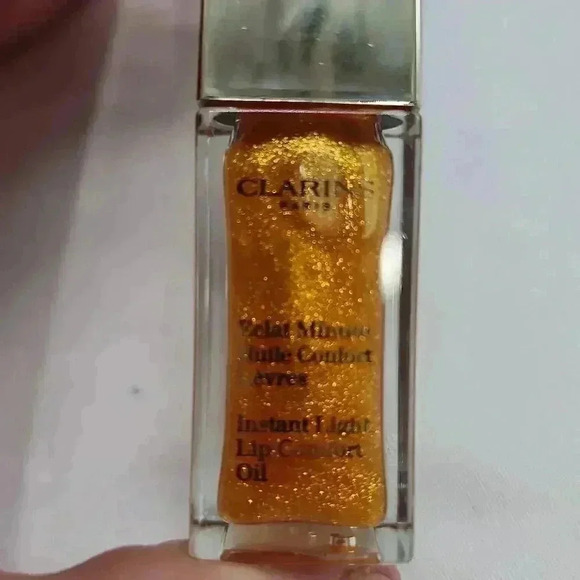 CLARINS
PARIS
Eclat Minute
Huile Confort
Lèvres
Instant Light
Lip Comfort
Oil